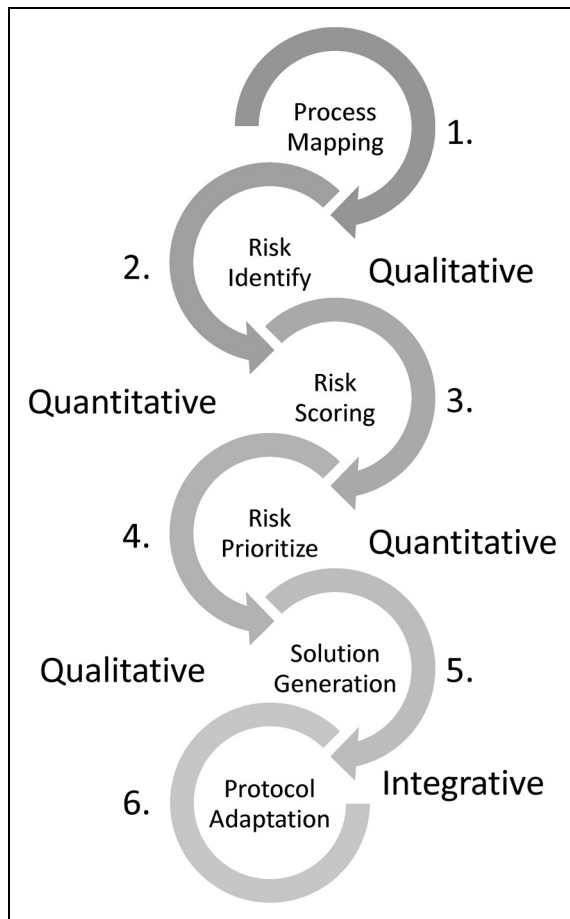 Process
Mapping
1.
2.
Risk
Identify
Qualitative
Quantitative
Risk
Scoring
3.
4.
Risk
Prioritize
Quantitative
Qualitative
Solution
Generation
5.
6.
Protocol
Adaptation
Integrative